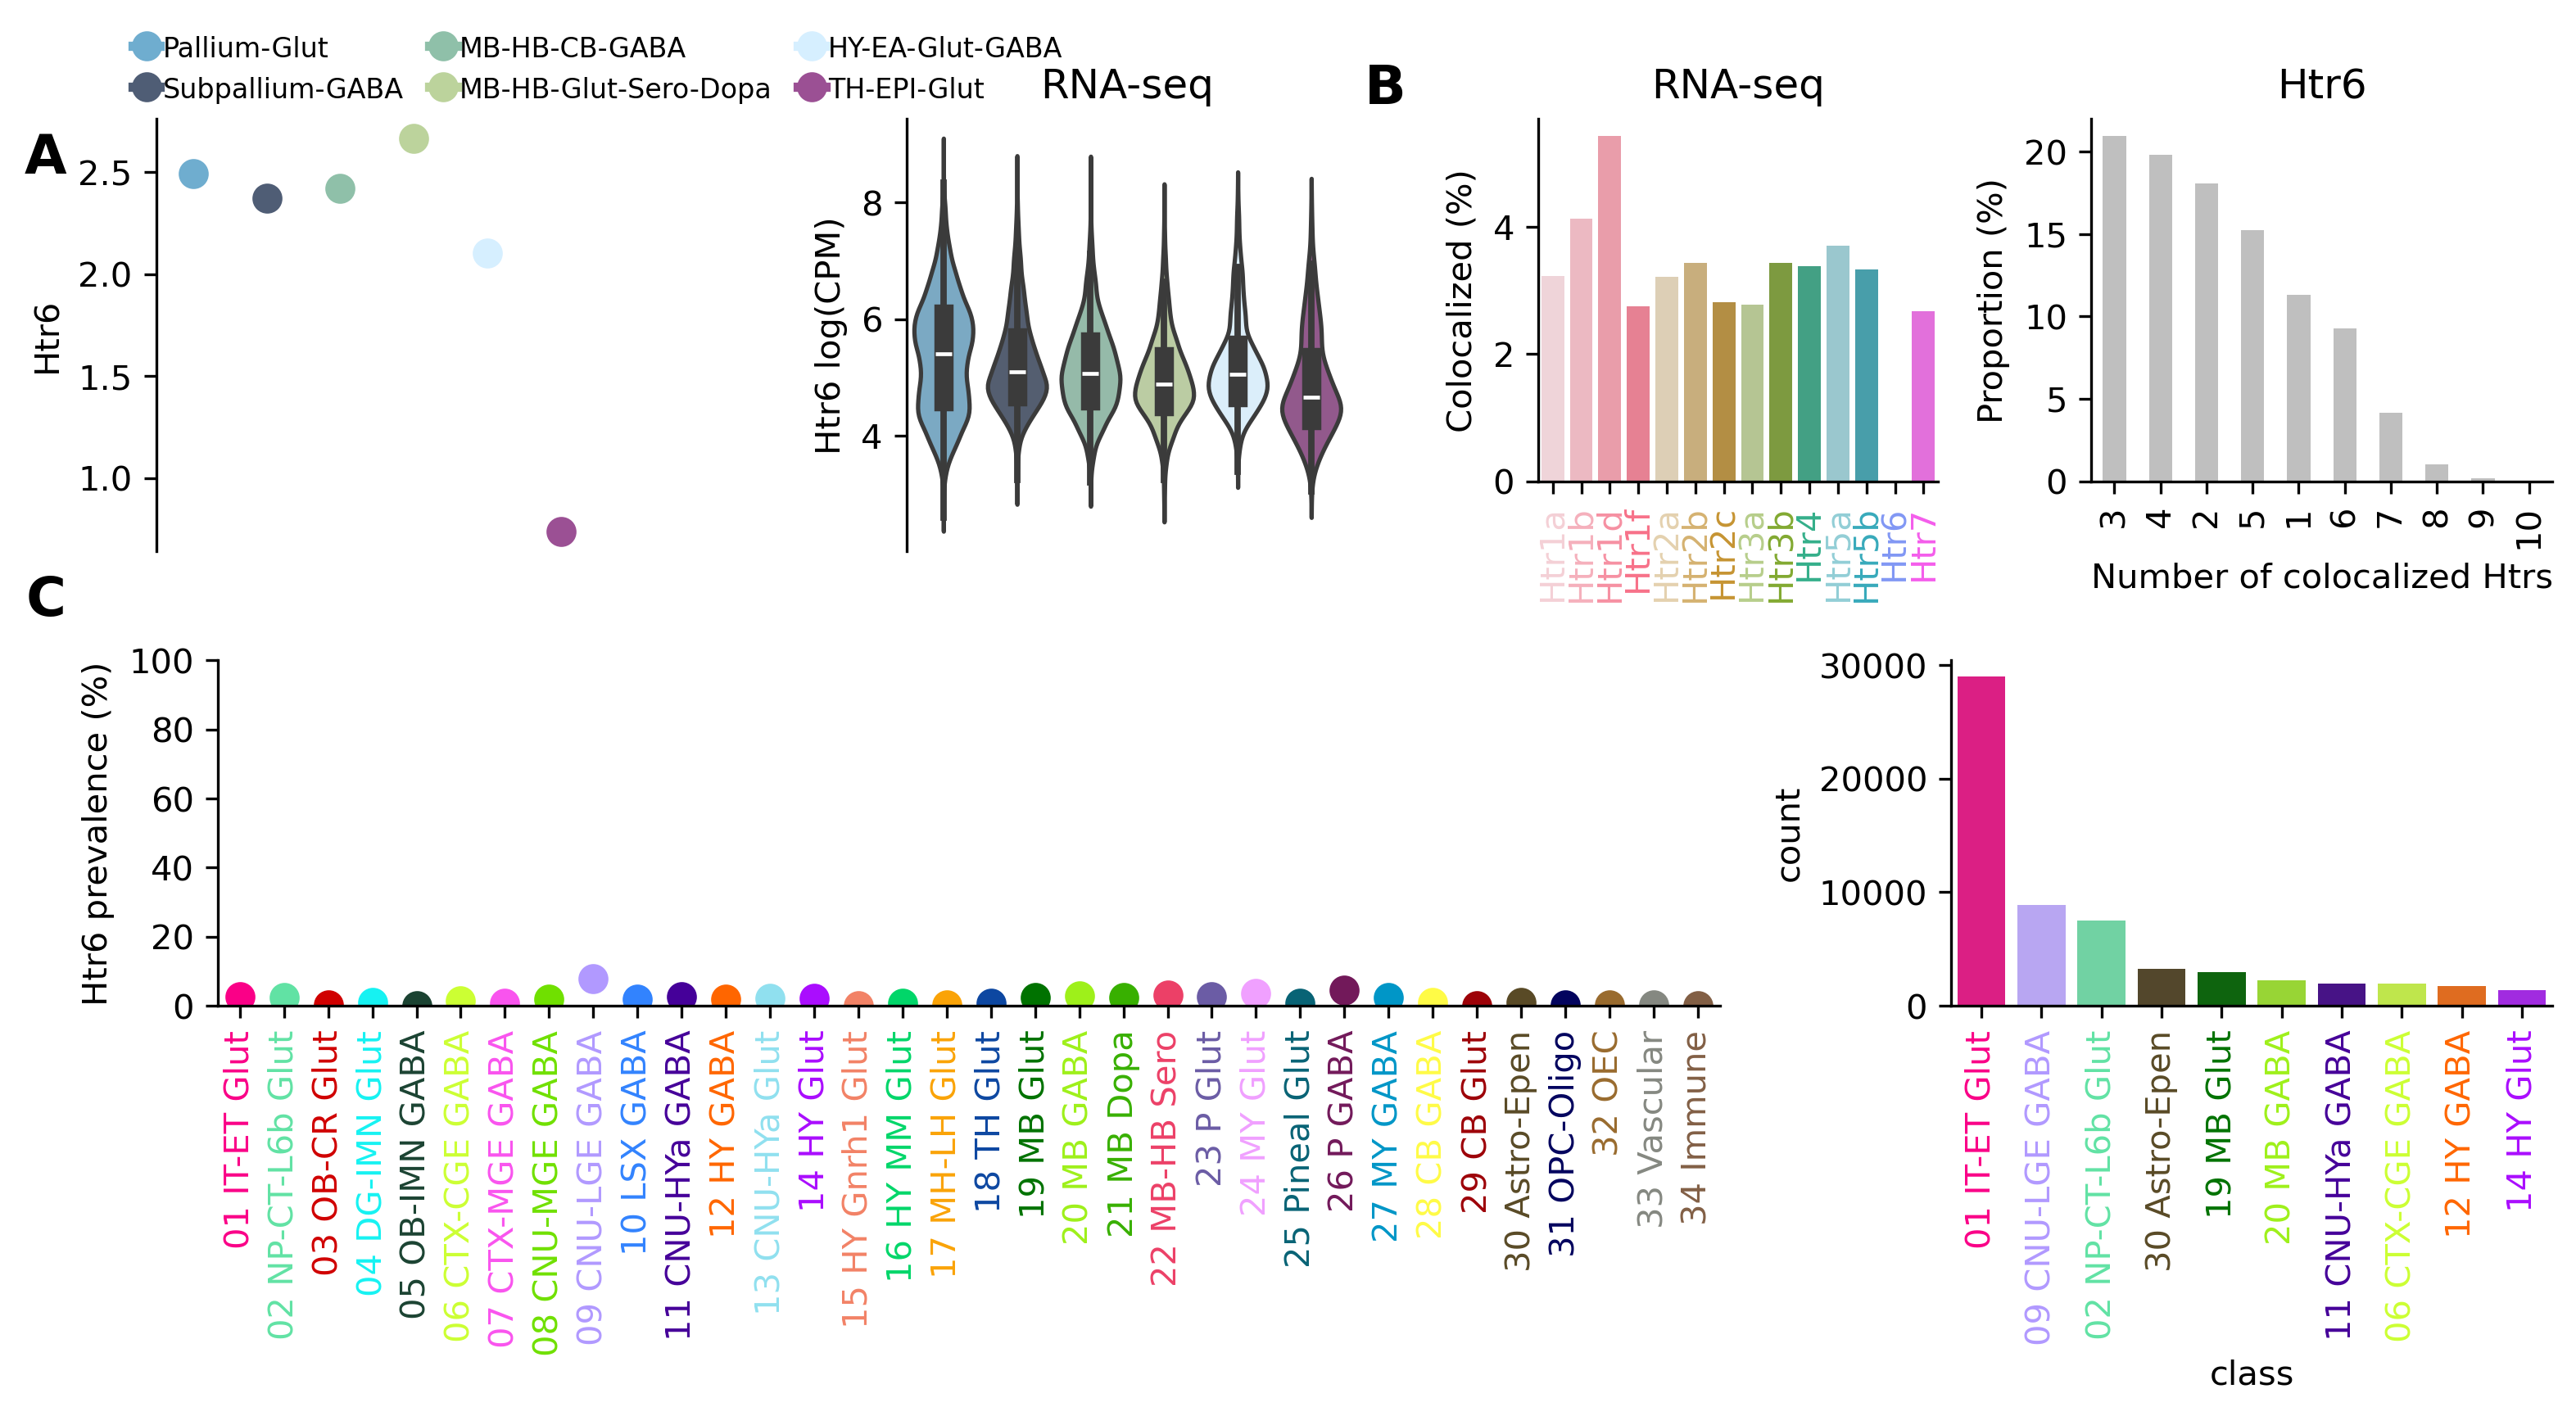 Pallium-Glut
Subpallium-GABA
MB-HB-CB-GABA
MB-HB-Glut-Sero-Dopa
HY-EA-Glut-GABA
TH-EPI-Glut
A
Htr6
2.5
2.0
1.5
1.0
RNA-seq
Htr6 log(CPM)
8
6
4
B
RNA-seq
Colocalized (%)
4
2
0
Htr1a
Htr1b
Htr1d
Htr1f
Htr2a
Htr2b
Htr2c
Htr3a
Htr3b
Htr4
Htr5a
Htr5b
Htr6
Htr7
Htr6
Proportion (%)
20
15
10
5
0
3
4
2
5
1
6
7
8
9
10
Number of colocalized Htrs
C
Htr6 prevalence (%)
100
80
60
40
20
0
01 IT-ET Glut
02 NP-CT-L6b Glut
03 OB-CR Glut
04 DG-IMN Glut
05 OB-IMN GABA
06 CTX-CGE GABA
07 CTX-MGE GABA
08 CNU-MGE GABA
09 CNU-LGE GABA
10 LSX GABA
11 CNU-HYa GABA
12 HY GABA
13 CNU-HYa Glut
14 HY Glut
15 HY Gnrh1 Glut
16 HY MM Glut
17 MH-LH Glut
18 TH Glut
19 MB Glut
20 MB GABA
21 MB Dopa
22 MB-HB Sero
23 P Glut
24 MY Glut
25 Pineal Glut
26 P GABA
27 MY GABA
28 CB GABA
29 CB Glut
30 Astro-Epen
31 OPC-Oligo
32 OEC
33 Vascular
34 Immune
count
30000
20000
10000
0
01 IT-ET Glut
09 CNU-LGE GABA
02 NP-CT-L6b Glut
30 Astro-Epen
19 MB Glut
20 MB GABA
11 CNU-HYa GABA
06 CTX-CGE GABA
12 HY GABA
14 HY Glut
class